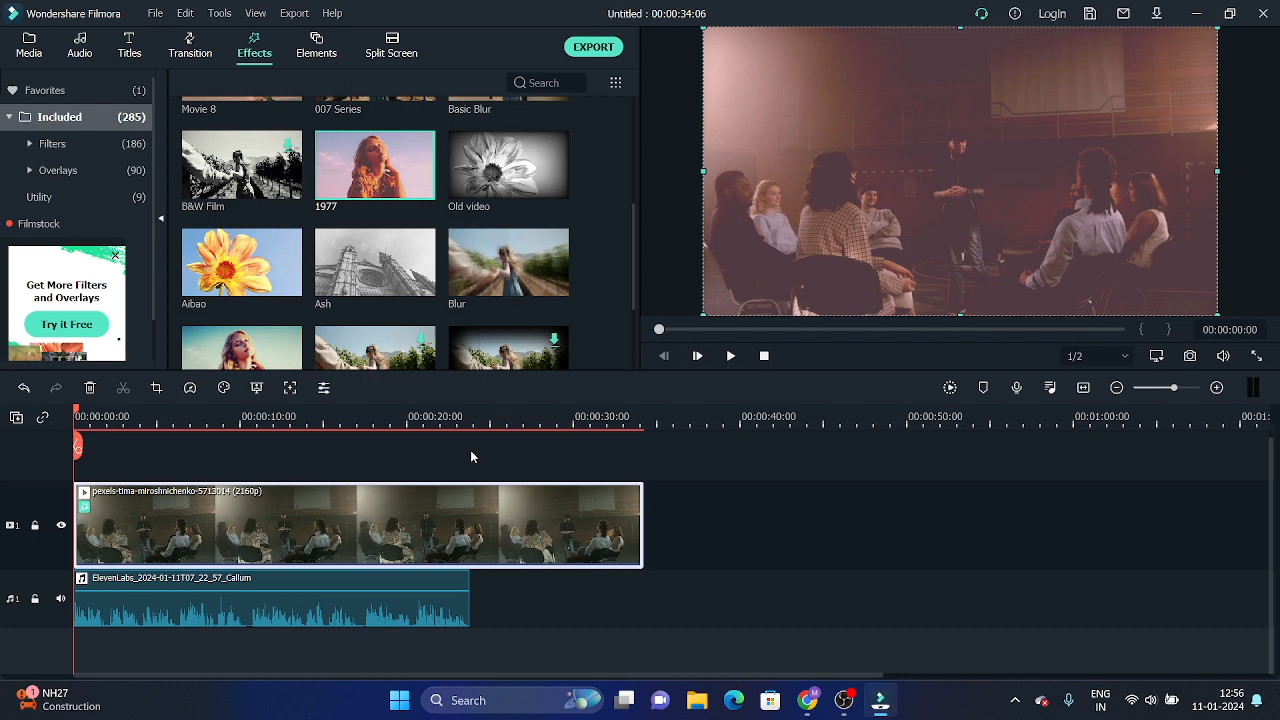 Wondershare Filmora File Edit Tools View Export Help Untitled : 00:00:34:06 Login
Media Audio Titles Transition Effects Elements Split Screen EXPORT
Search
Favorites (1)
Included (285)
Filters (186)
Overlays (90)
Utility (9)
Filmstock
Get More Filters
and Overlays
Try it Free
Movie 8 007 Series Basic Blur
B&W Film 1977 Old video
Aibao Ash Blur
{ } 00:00:00:00
1/2
00:00:00:00 00:00:10:00 00:00:20:00 00:00:30:00 00:00:40:00 00:00:50:00 00:01:00:00 00:01:
pexels-tima-miroshnichenko-5713014 (2160p)
1
ElevenLabs_2024-01-11T07_22_57_Callum
1
1 NH27
Construction
Search
M
ENG
IN
12:56
11-01-2024